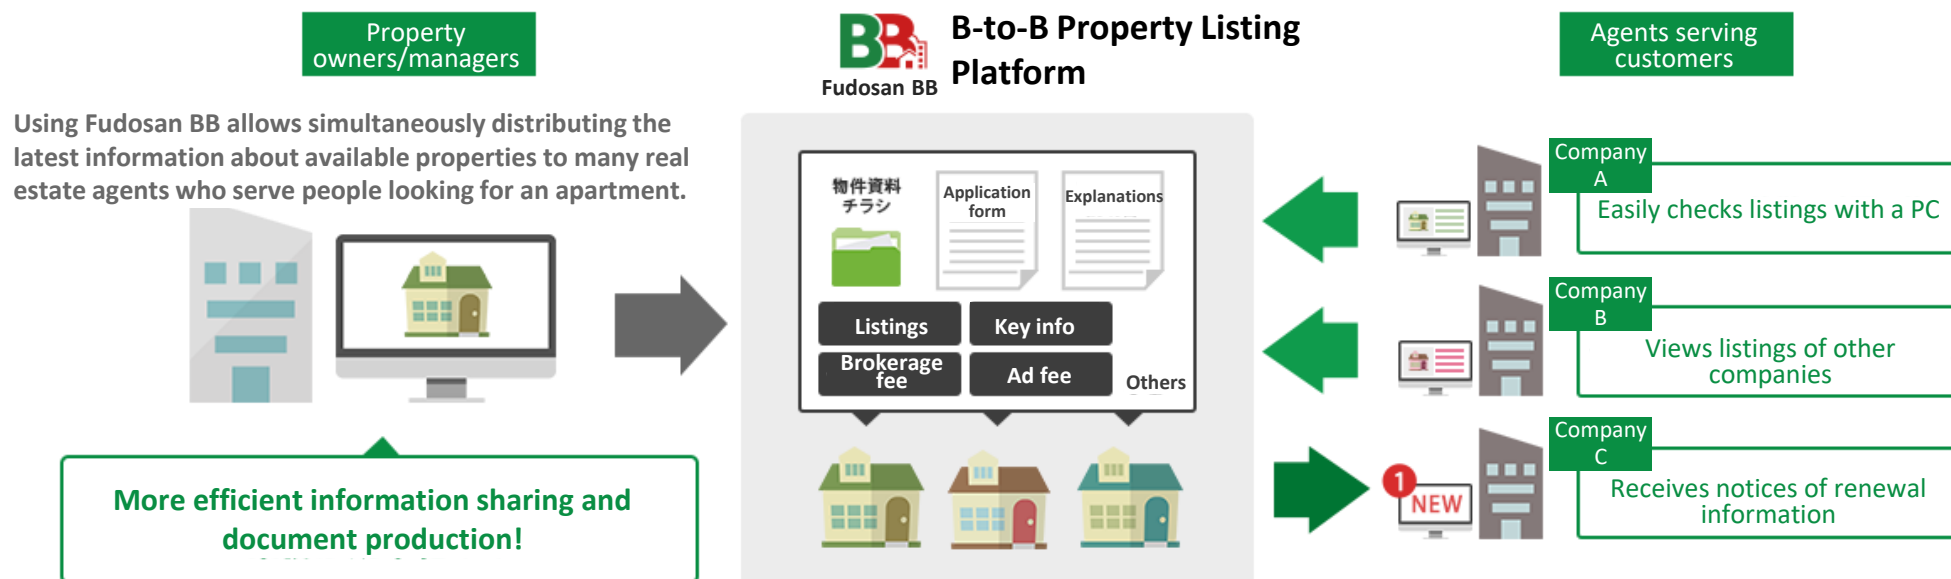 Property
owners/managers
Using Fudosan BB allows simultaneously distributing the
latest information about available properties to many real
estate agents who serve people looking for an apartment.
More efficient information sharing and
document production!
BB
Fudosan BB
B-to-B Property Listing
Platform
物件資料
チラシ
Application
form
Explanations
Listings
Key info
Brokerage
fee
Ad fee
Others
Agents serving
customers
Company
A
Easily checks listings with a PC
Company
B
Views listings of other
companies
Company
C
1
NEW
Receives notices of renewal
information